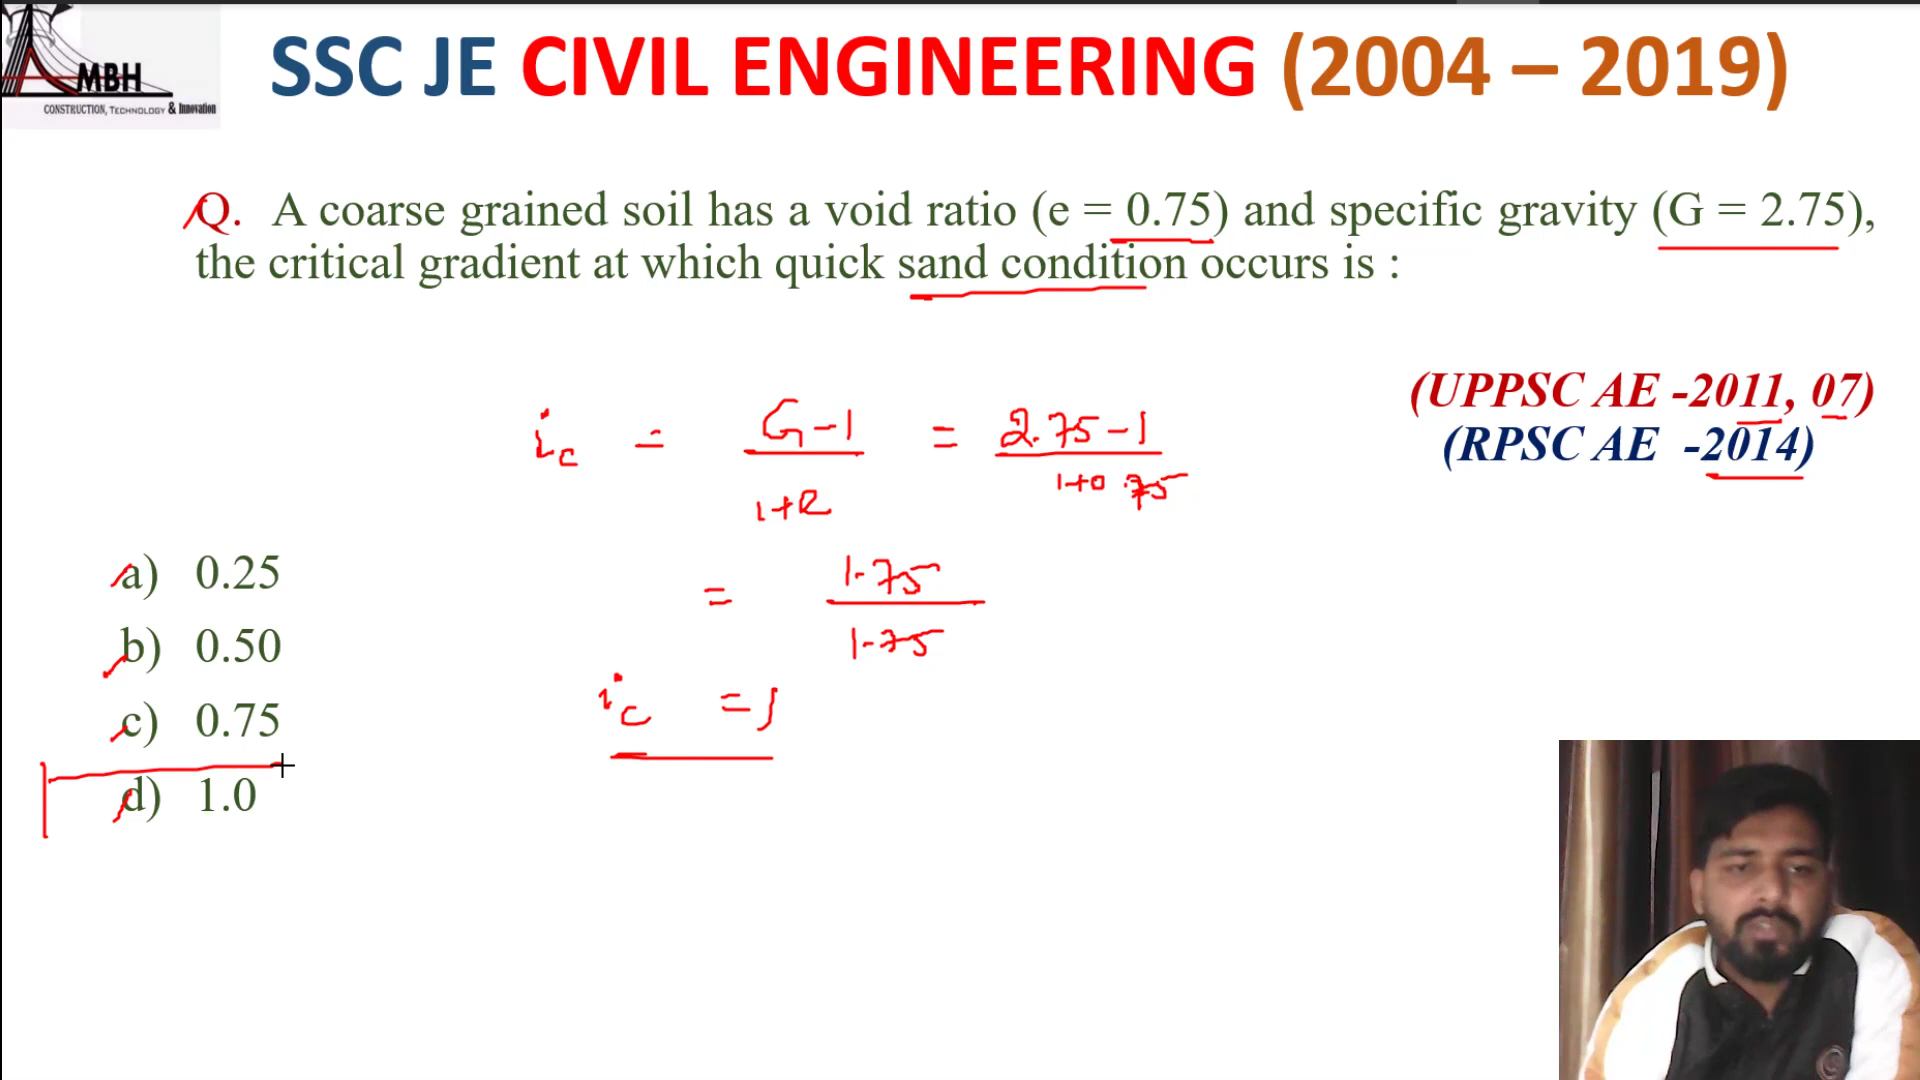 SSC JE CIVIL ENGINEERING (2004 – 2019)
MBH
CONSTRUCTION, TECHNOLOGY & Innovation
Q. A coarse grained soil has a void ratio (e = 0.75) and specific gravity (G = 2.75),
the critical gradient at which quick sand condition occurs is :
(UPPSC AE -2011, 07)
(RPSC AE -2014)
ic = G-1 / 1+e = 2.75-1 / 1+0.75
= 1.75 / 1.75
ic = 1
a) 0.25
b) 0.50
c) 0.75
d) 1.0